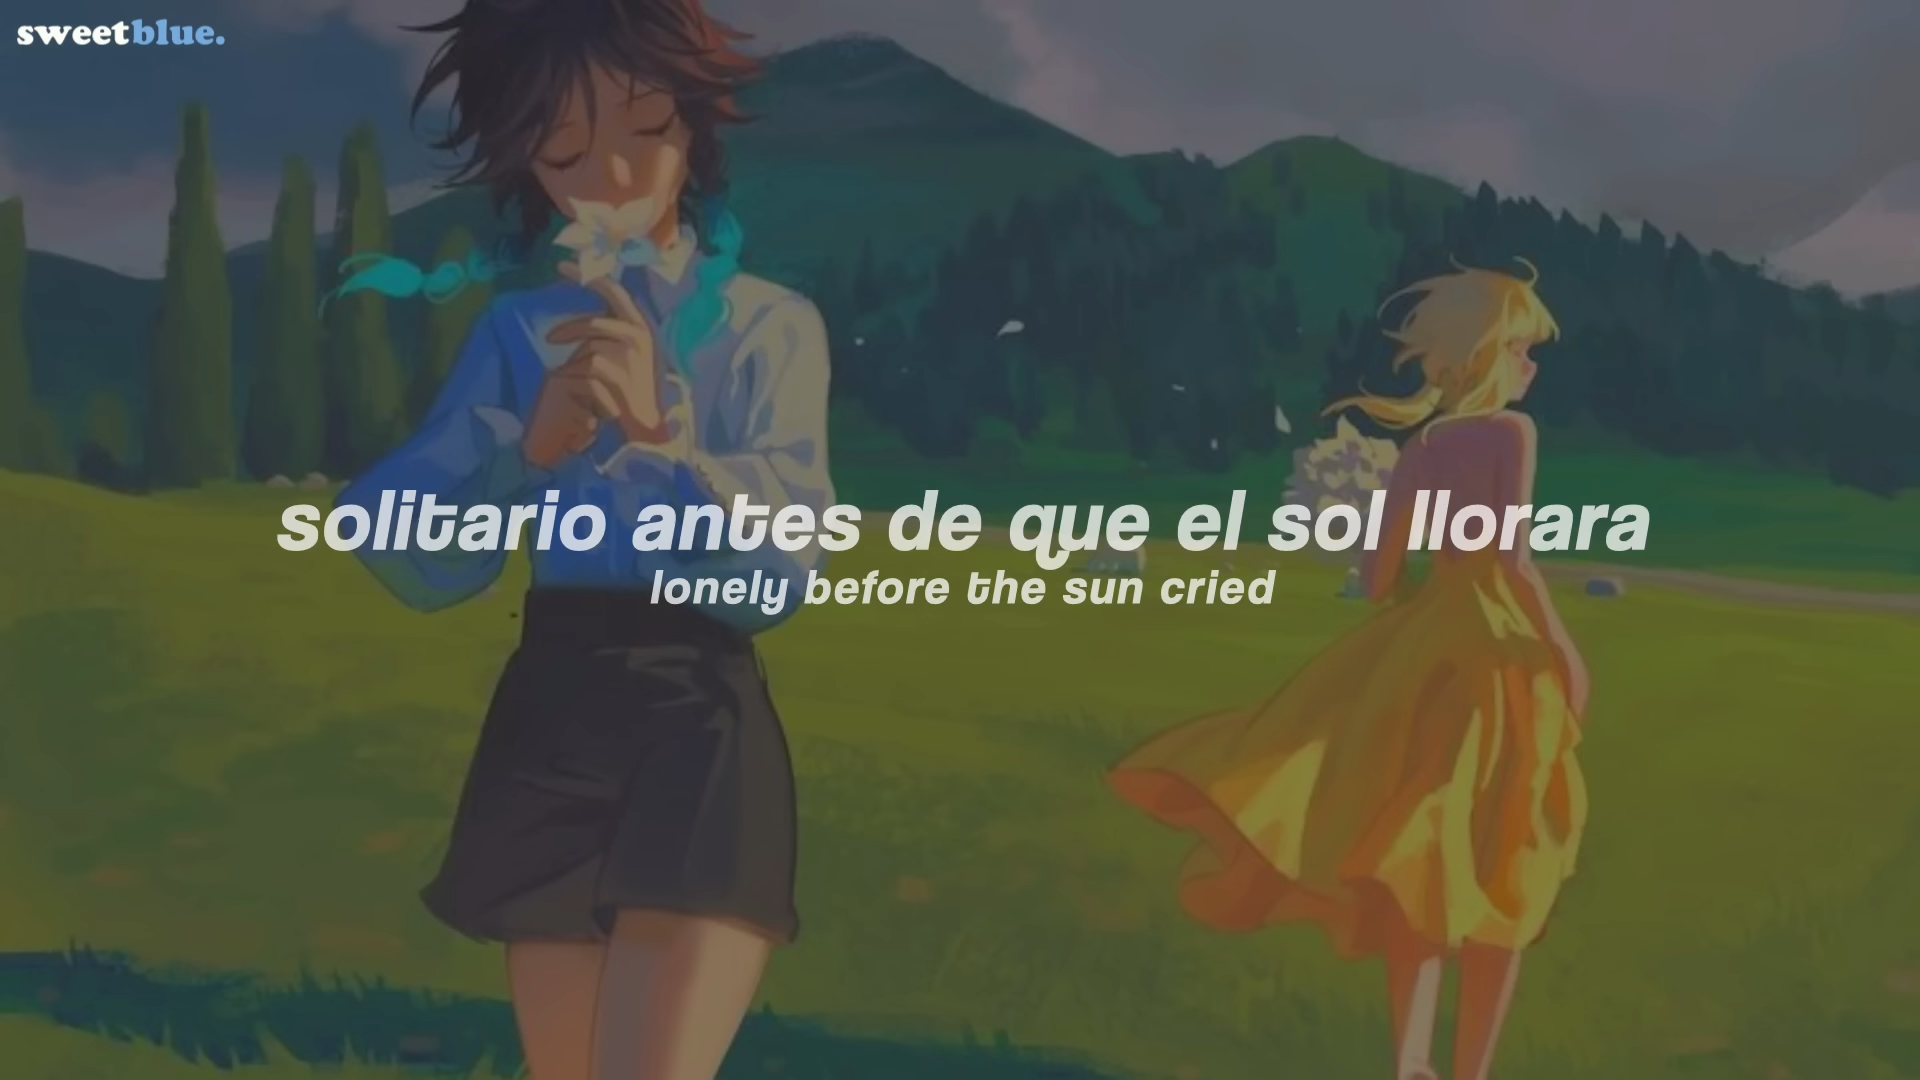 sweetblue.
solitario antes de que el sol llorara
lonely before the sun cried